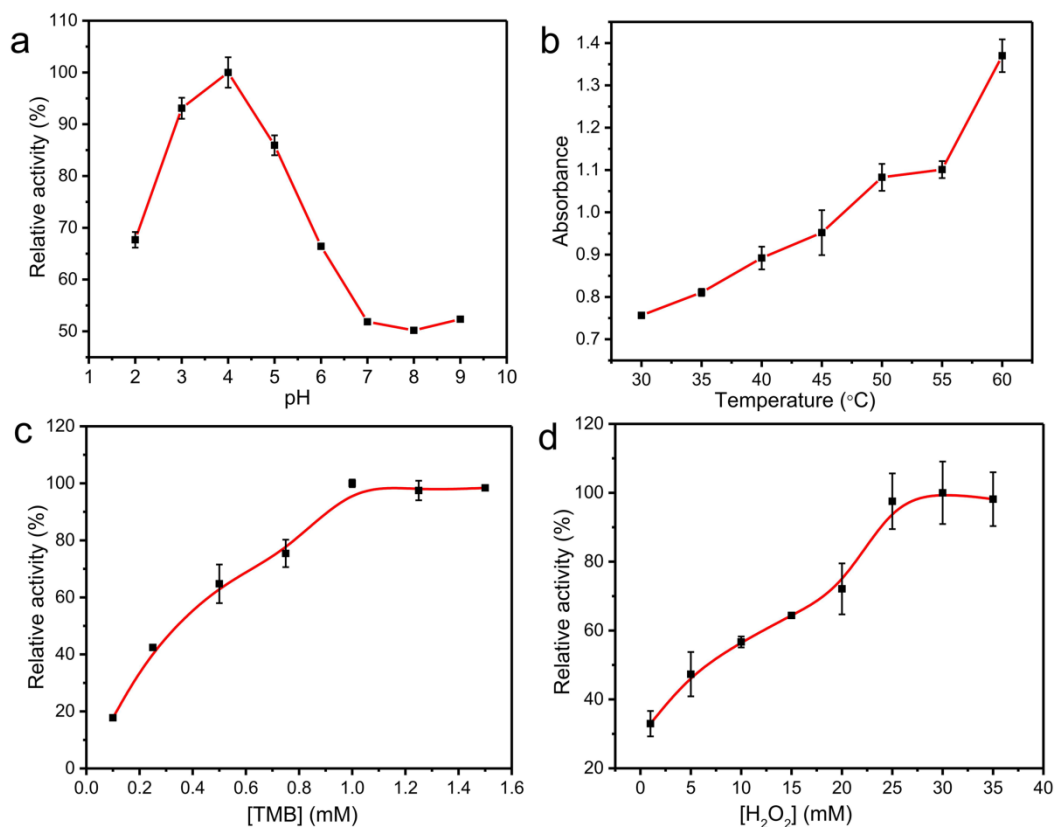 a
110
100
90
80
70
60
50
Relative activity (%)
1 2 3 4 5 6 7 8 9 10
pH
b
1.4
1.3
1.2
1.1
1.0
0.9
0.8
0.7
Absorbance
30 35 40 45 50 55 60
Temperature (°C)
c
120
100
80
60
40
20
0
Relative activity (%)
0.0 0.2 0.4 0.6 0.8 1.0 1.2 1.4 1.6
[TMB] (mM)
d
120
100
80
60
40
20
Relative activity (%)
0 5 10 15 20 25 30 35 40
[H₂O₂] (mM)